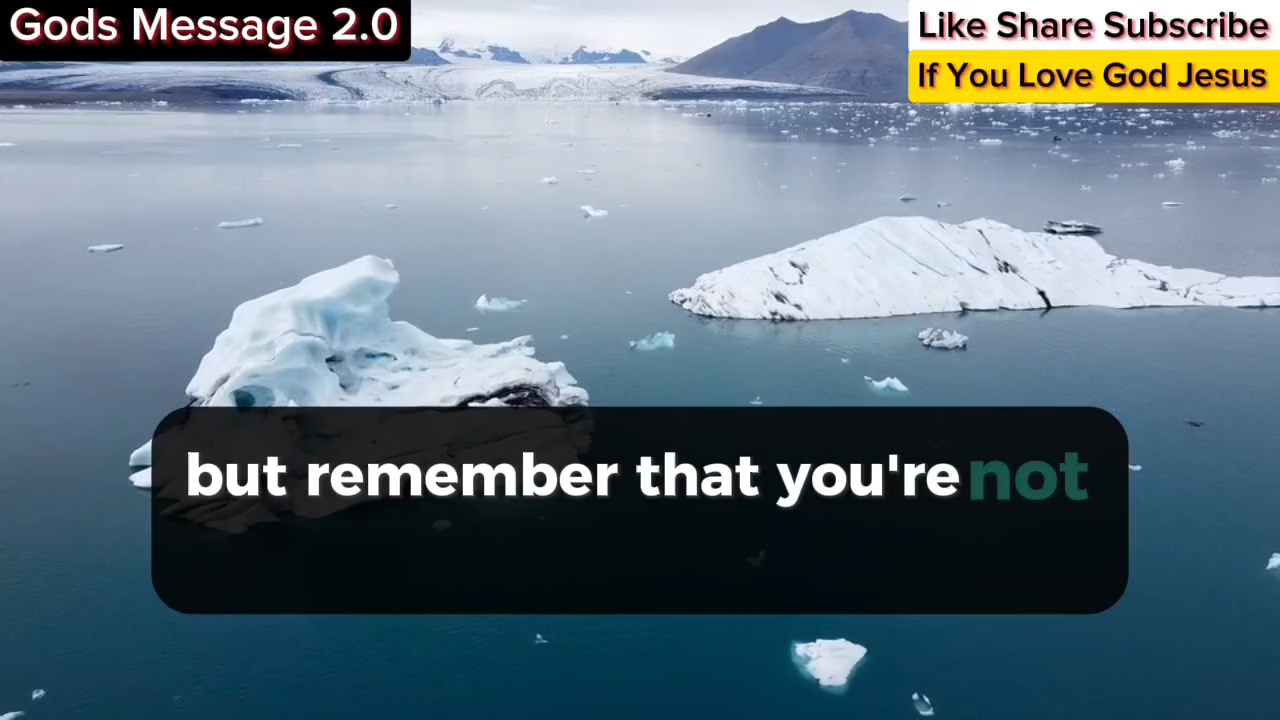 Gods Message 2.0
Like Share Subscribe
If You Love God Jesus
but remember that you're not